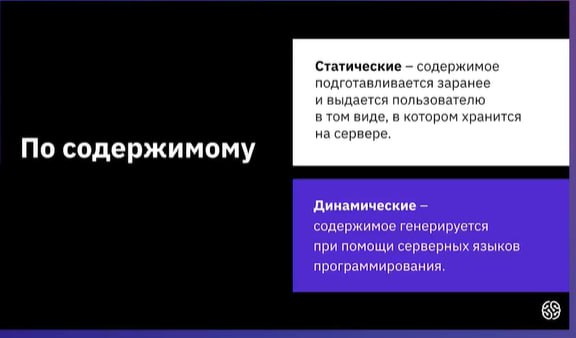 По содержимому
Статические – содержимое
подготавливается заранее
и выдается пользователю
в том виде, в котором хранится
на сервере.
Динамические –
содержимое генерируется
при помощи серверных языков
программирования.